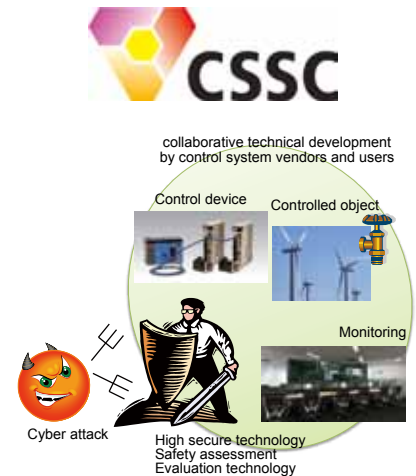 CSSC
collaborative technical development
by control system vendors and users
Control device
Controlled object
Monitoring
Cyber attack
High secure technology
Safety assessment
Evaluation technology